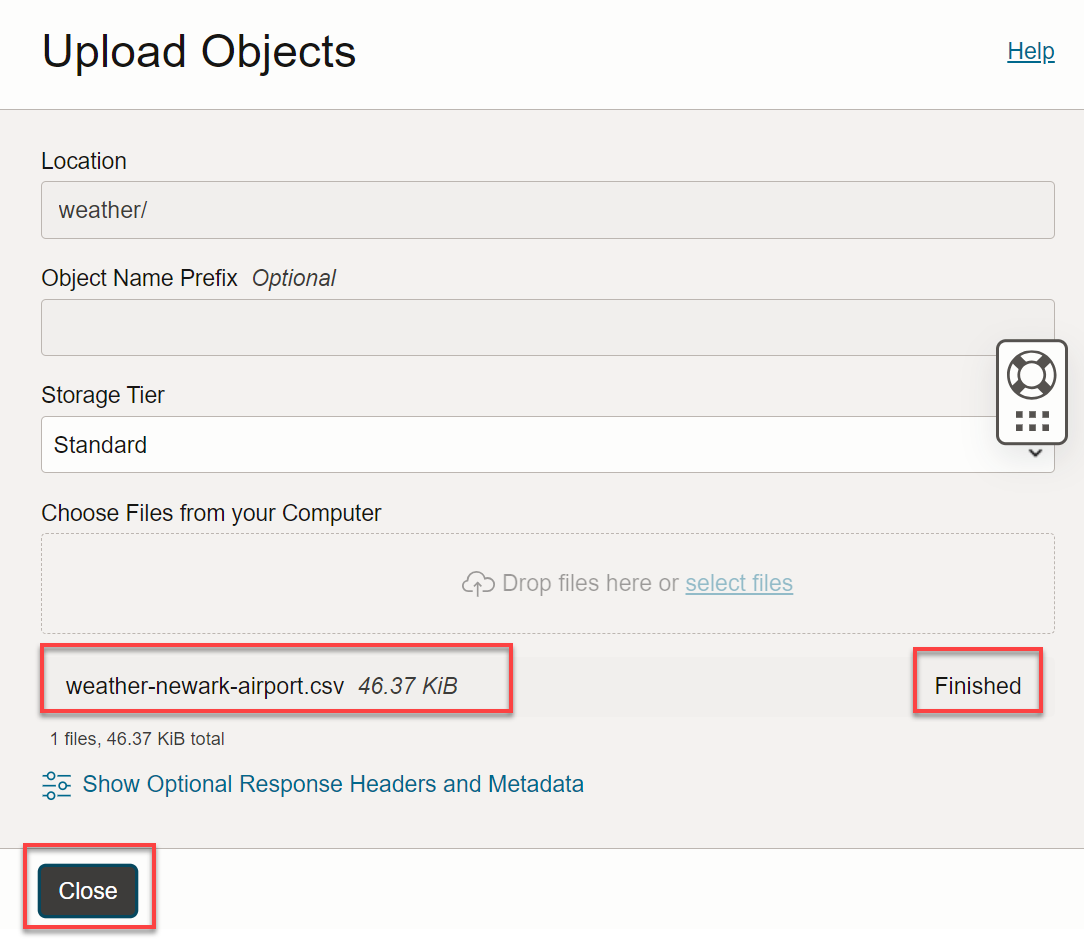 Upload Objects
Help
Location
weather/
Object Name Prefix Optional
Storage Tier
Standard
Choose Files from your Computer
Drop files here or select files
weather-newark-airport.csv 46.37 KiB Finished
1 files, 46.37 KiB total
Show Optional Response Headers and Metadata
Close